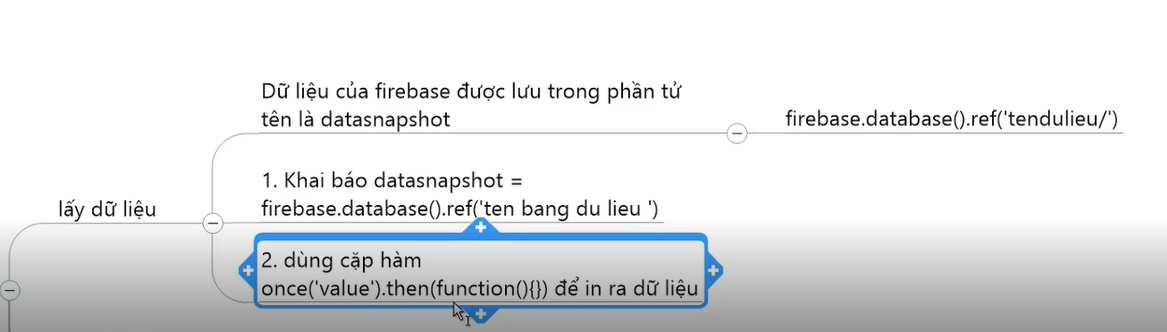 Dữ liệu của firebase được lưu trong phần tử
tên là datasnapshot
firebase.database().ref('tendulieu/')
lấy dữ liệu
1. Khai báo datasnapshot =
firebase.database().ref('ten bang du lieu ')
2. dùng cặp hàm
once('value').then(function(){}) để in ra dữ liệu